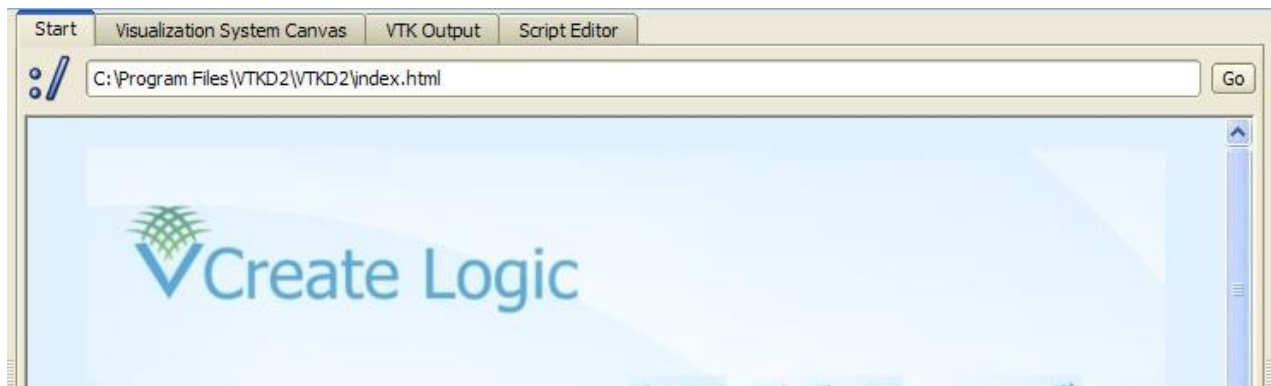 Start Visualization System Canvas VTK Output Script Editor
C:\Program Files\VTKD2\VTKD2\index.html Go
VCreate Logic